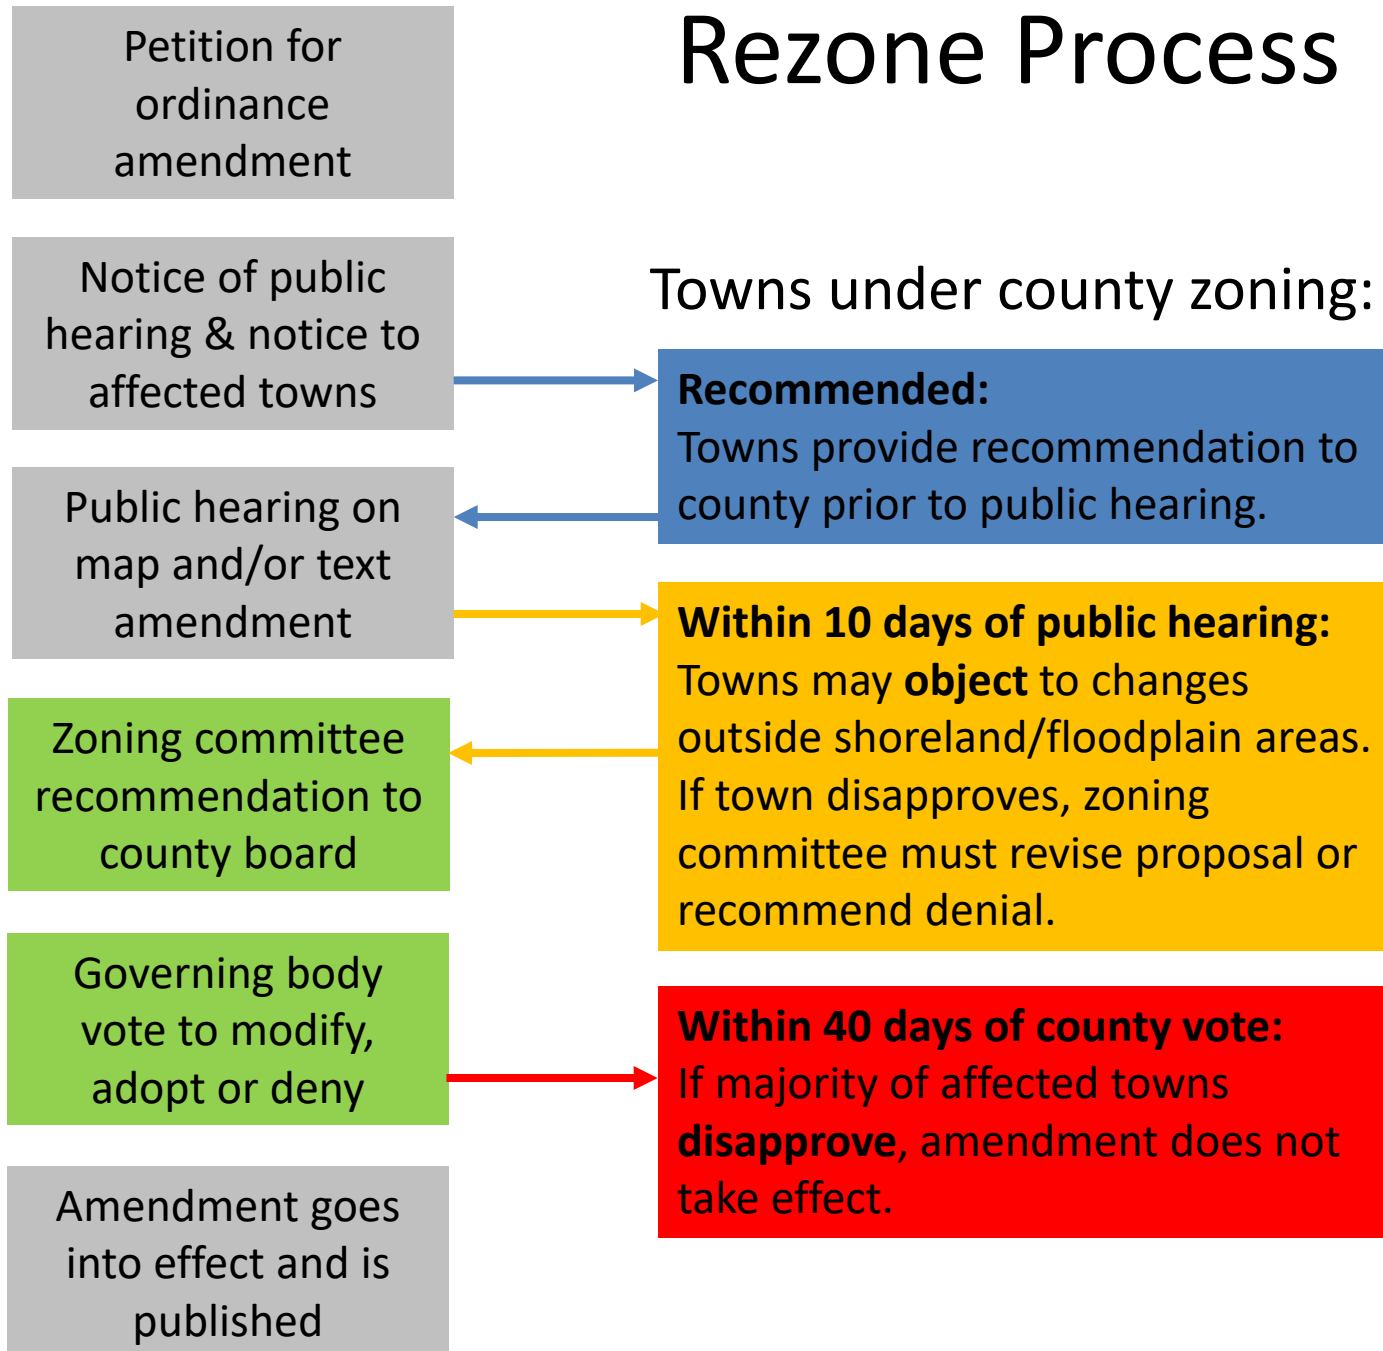 Rezone Process
Petition for
ordinance
amendment
Notice of public
hearing & notice to
affected towns
Public hearing on
map and/or text
amendment
Zoning committee
recommendation to
county board
Governing body
vote to modify,
adopt or deny
Amendment goes
into effect and is
published
Towns under county zoning:
Recommended:
Towns provide recommendation to
county prior to public hearing.
Within 10 days of public hearing:
Towns may object to changes
outside shoreland/floodplain areas.
If town disapproves, zoning
committee must revise proposal or
recommend denial.
Within 40 days of county vote:
If majority of affected towns
disapprove, amendment does not
take effect.